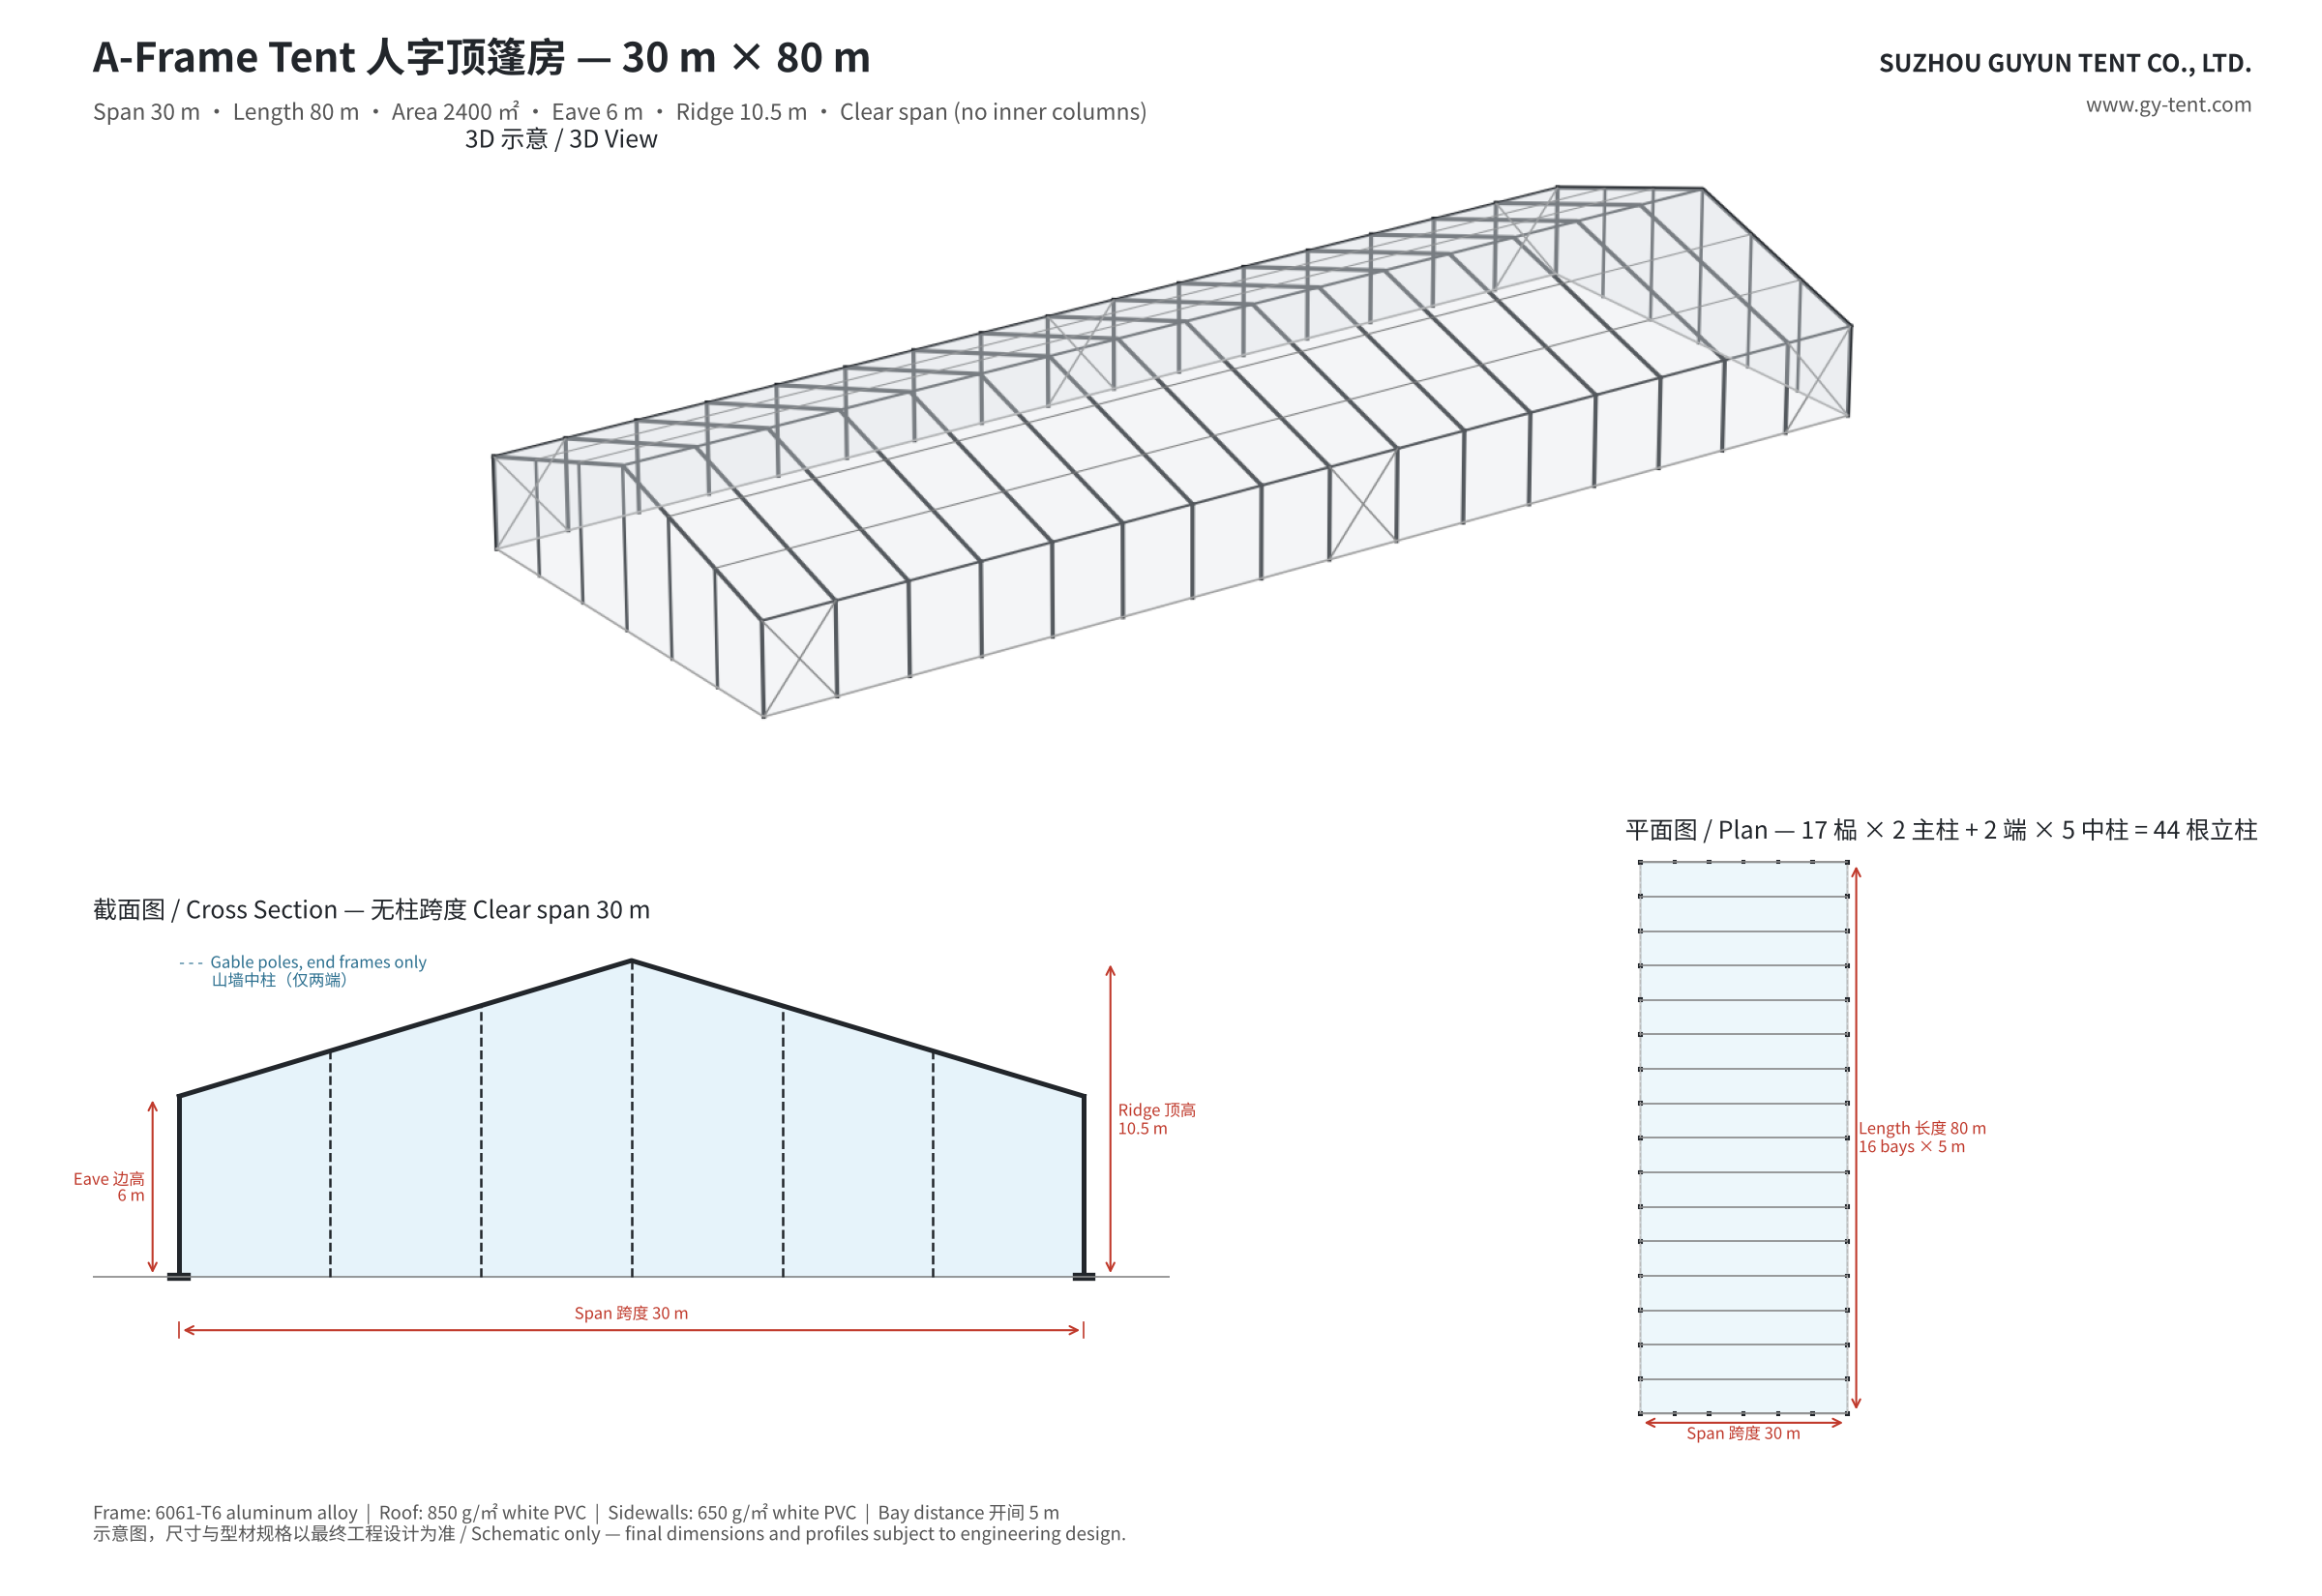 A-Frame Tent 人字顶篷房 — 30 m × 80 m
SUZHOU GUYUN TENT CO., LTD.
Span 30 m • Length 80 m • Area 2400 ㎡ • Eave 6 m • Ridge 10.5 m • Clear span (no inner columns)
www.gy-tent.com
3D 示意 / 3D View
平面图 / Plan — 17 榀 × 2 主柱 + 2 端 × 5 中柱 = 44 根立柱
截面图 / Cross Section — 无柱跨度 Clear span 30 m
--- Gable poles, end frames only
山墙中柱（仅两端）
Ridge 顶高
10.5 m
Eave 边高
6 m
Span 跨度 30 m
Length 长度 80 m
16 bays × 5 m
Span 跨度 30 m
Frame: 6061-T6 aluminum alloy | Roof: 850 g/㎡ white PVC | Sidewalls: 650 g/㎡ white PVC | Bay distance 开间 5 m
示意图，尺寸与型材规格以最终工程设计为准 / Schematic only — final dimensions and profiles subject to engineering design.